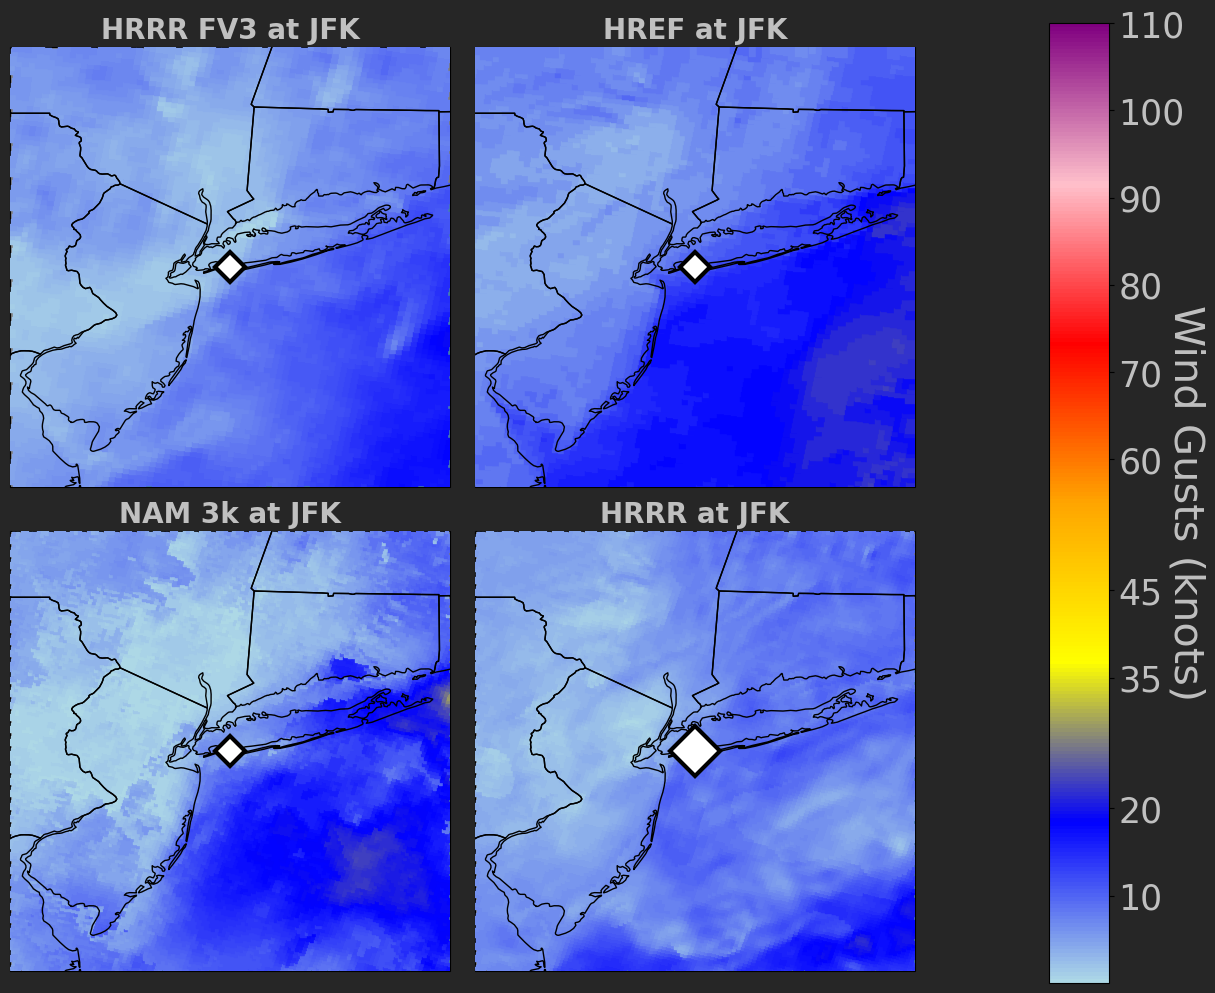 HRRR FV3 at JFK
HREF at JFK
NAM 3k at JFK
HRRR at JFK
110
100
90
80
70
60
45
35
20
10
Wind Gusts (knots)